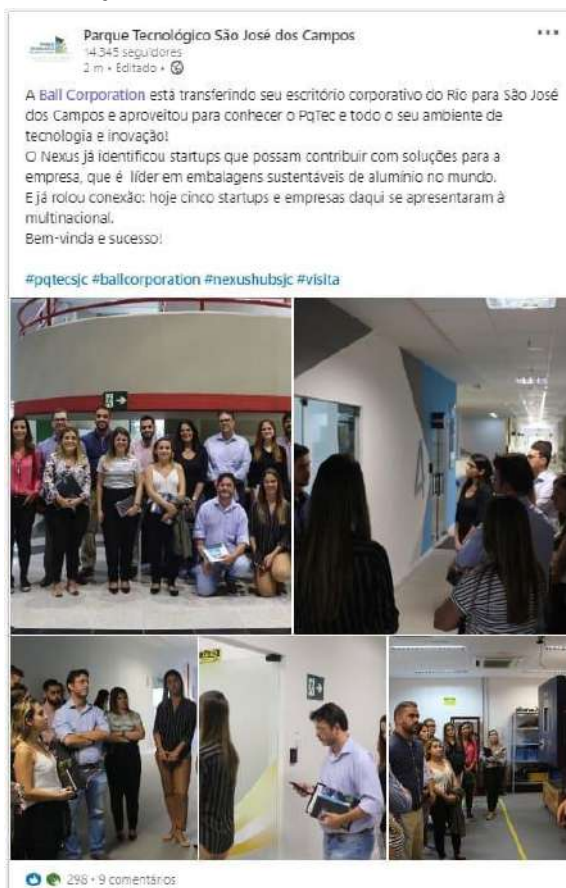 Parque Tecnológico São José dos Campos
14.345 seguidores
2 m • Editado •
A Ball Corporation está transferindo seu escritório corporativo do Rio para São José
dos Campos e aproveitou para conhecer o PqTec e todo o seu ambiente de
tecnologia e inovação!
O Nexus já identificou startups que possam contribuir com soluções para a
empresa, que é líder em embalagens sustentáveis de alumínio no mundo.
E já rolou conexão: hoje cinco startups e empresas daqui se apresentaram à
multinacional.
Bem-vinda e sucesso!
#pqtecsjc #ballcorporation #nexushubsjc #visita
298 • 9 comentários